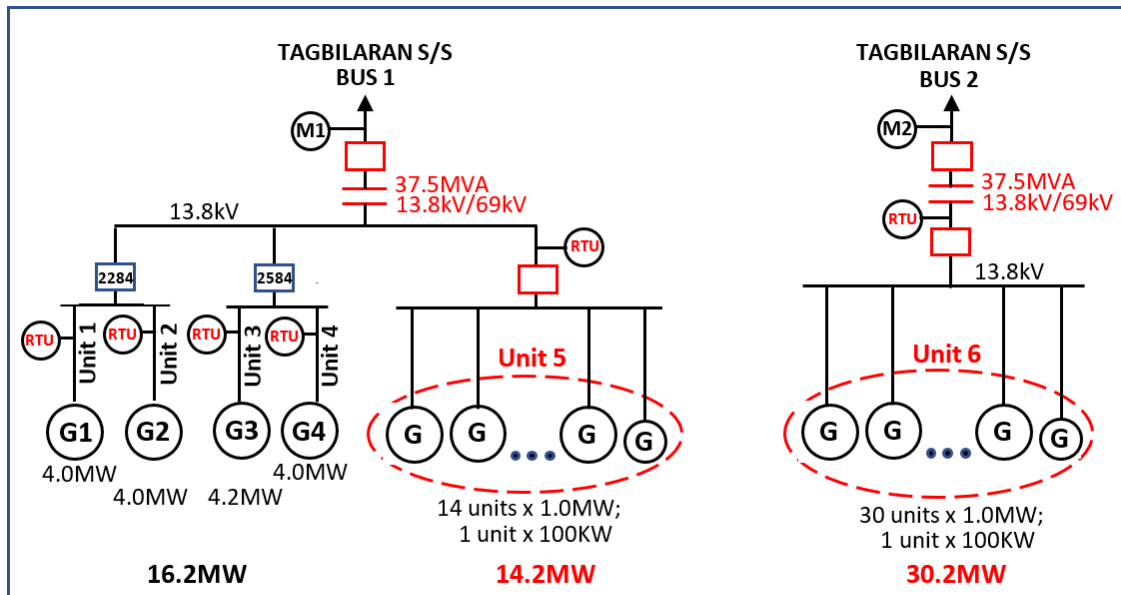 TAGBILARAN S/S
BUS 1
M1
37.5MVA
13.8kV/69kV
13.8kV
RTU
2284
2584
RTU
Unit 1
RTU
Unit 2
RTU
Unit 3
RTU
Unit 4
G1
G2
G3
G4
4.0MW
4.0MW
4.2MW
4.0MW
16.2MW
Unit 5
G
G
G
G
14 units x 1.0MW;
1 unit x 100KW
14.2MW
TAGBILARAN S/S
BUS 2
M2
37.5MVA
13.8kV/69kV
RTU
13.8kV
Unit 6
G
G
G
G
30 units x 1.0MW;
1 unit x 100KW
30.2MW